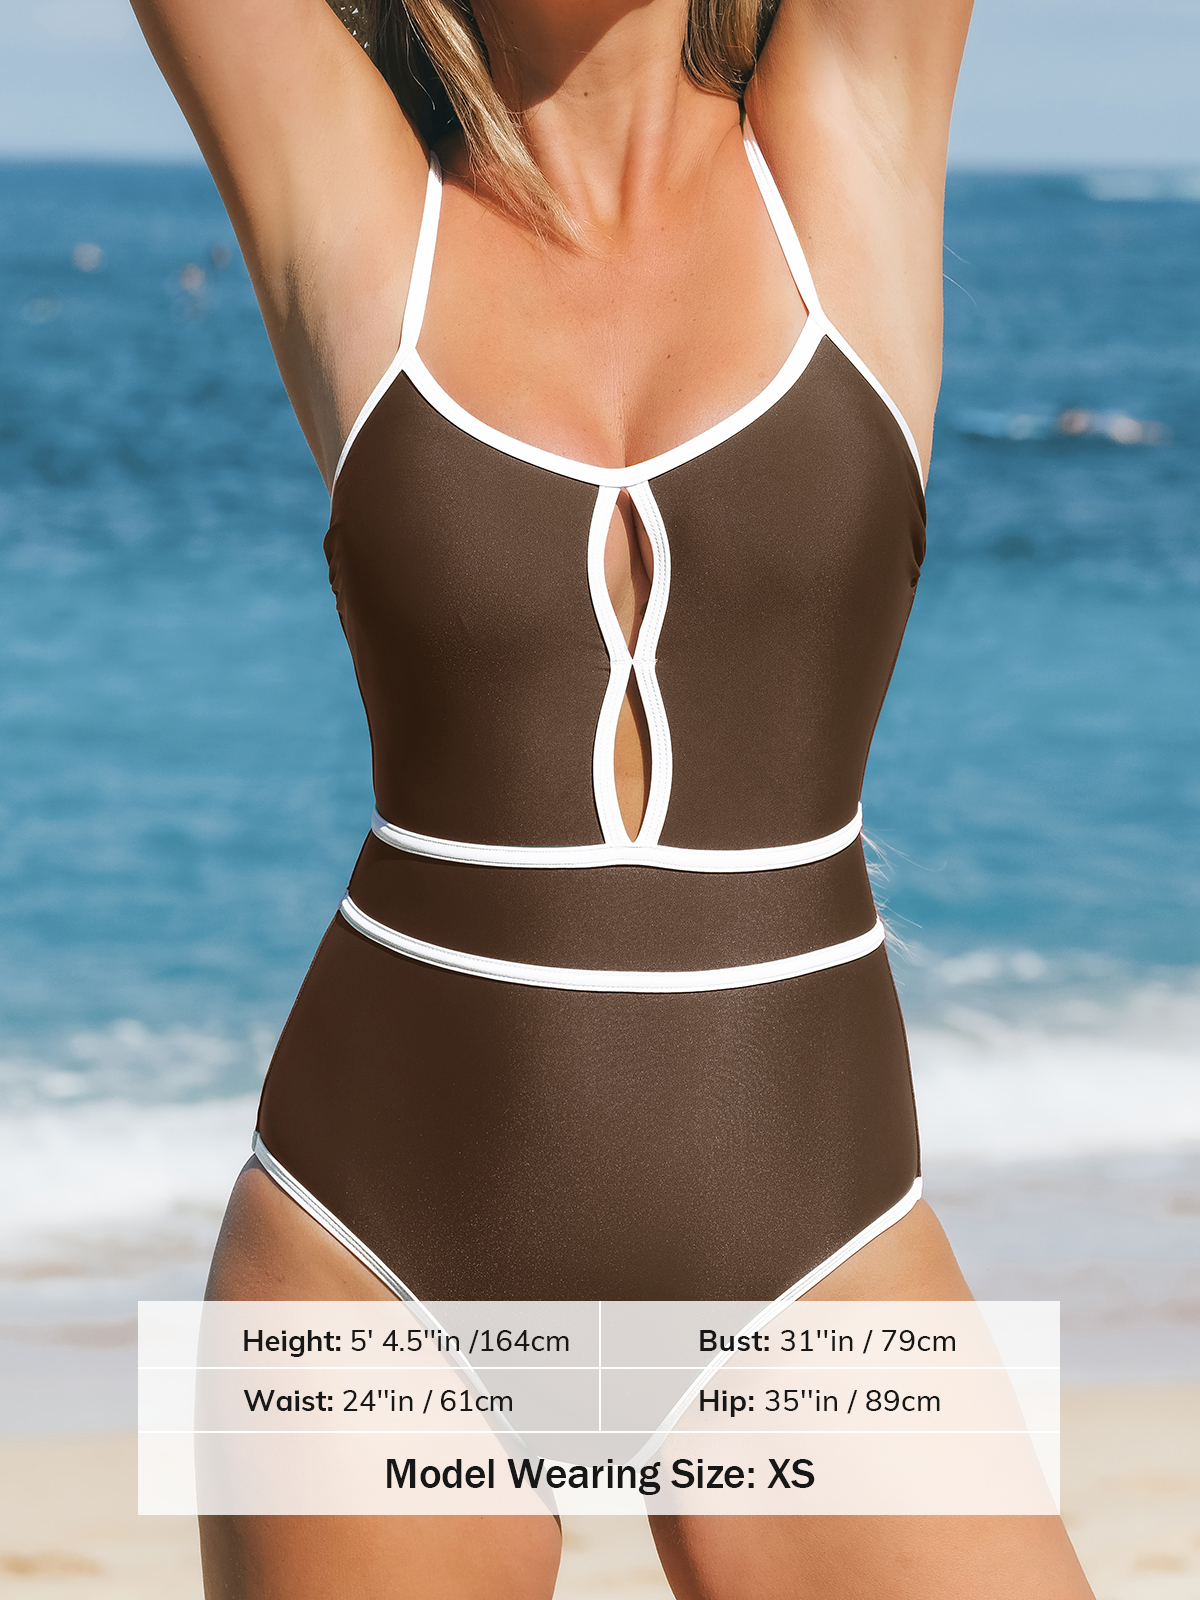 Height: 5' 4.5''in /164cm
Bust: 31''in / 79cm
Waist: 24''in / 61cm
Hip: 35''in / 89cm
Model Wearing Size: XS